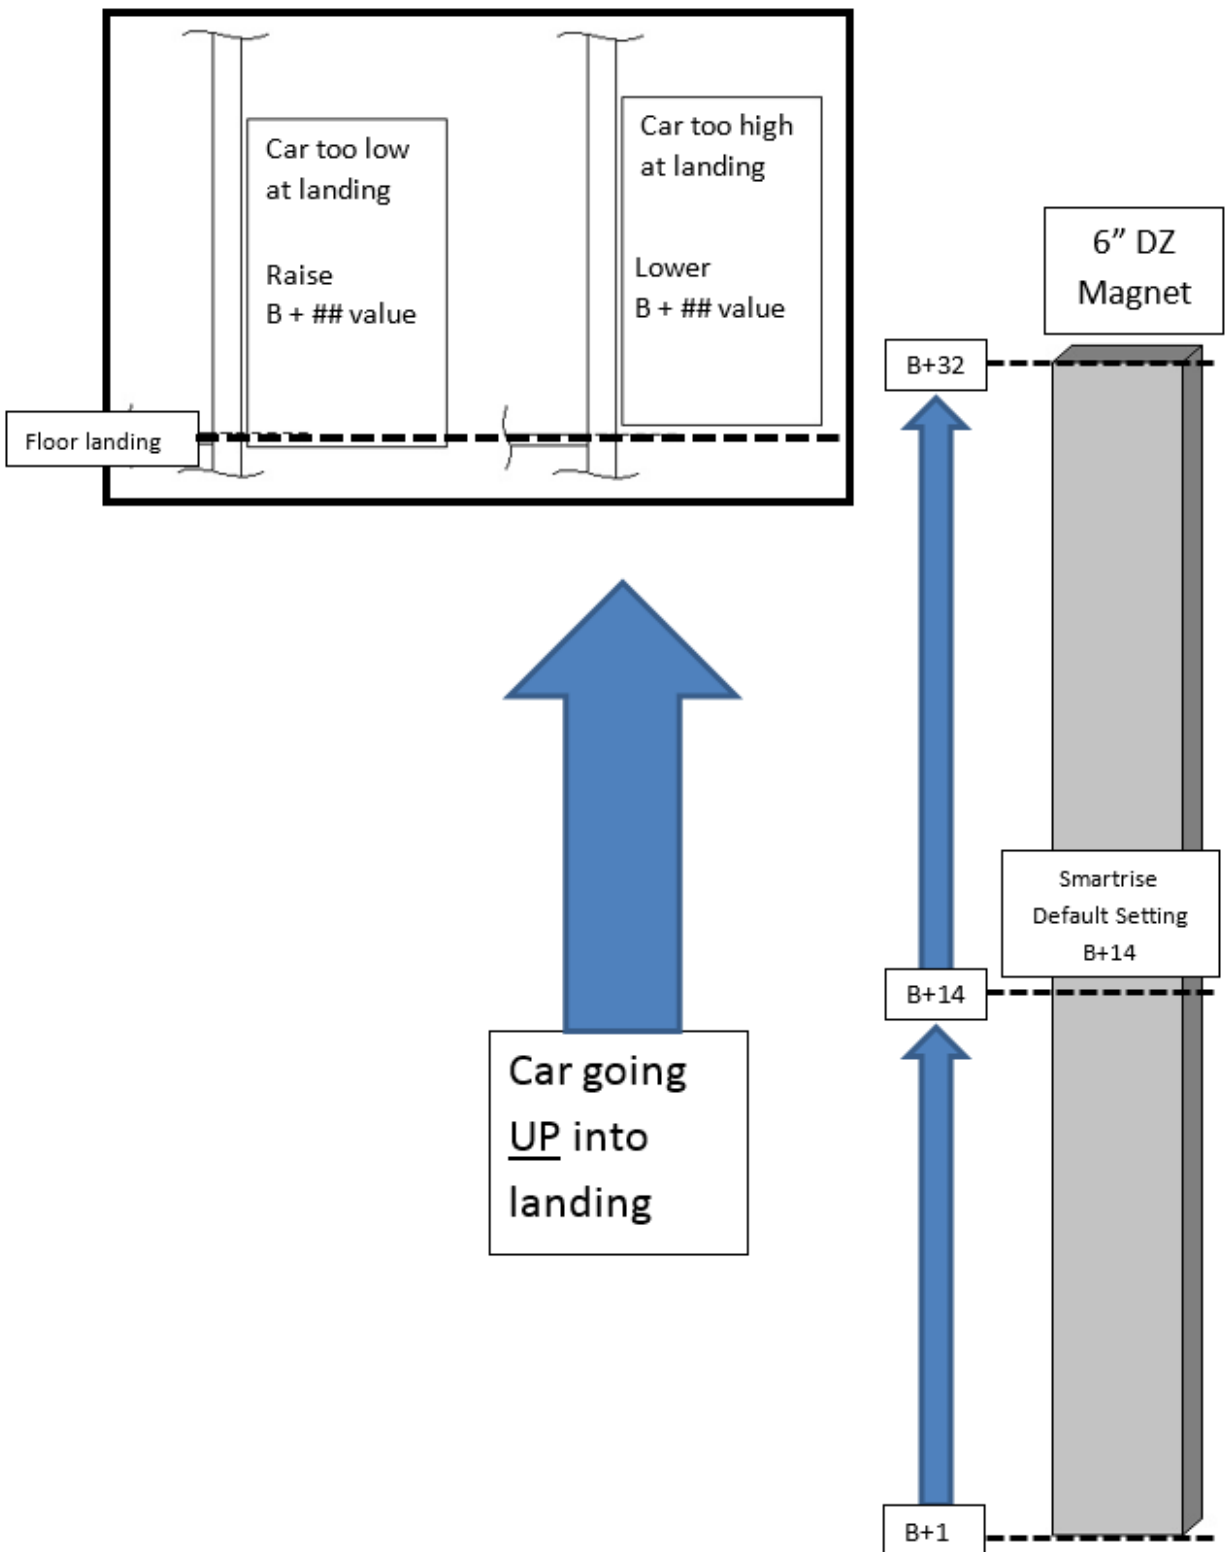 Car too low
at landing
Raise
B + ## value
Car too high
at landing
Lower
B + ## value
Floor landing
6” DZ
Magnet
B+32
Smartrise
Default Setting
B+14
B+14
Car going
UP into
landing
B+1